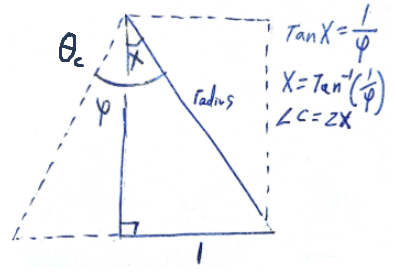 θc
X
φ
radius
1
Tan X = 1/φ
X = Tan⁻¹(1/φ)
∠C = 2X